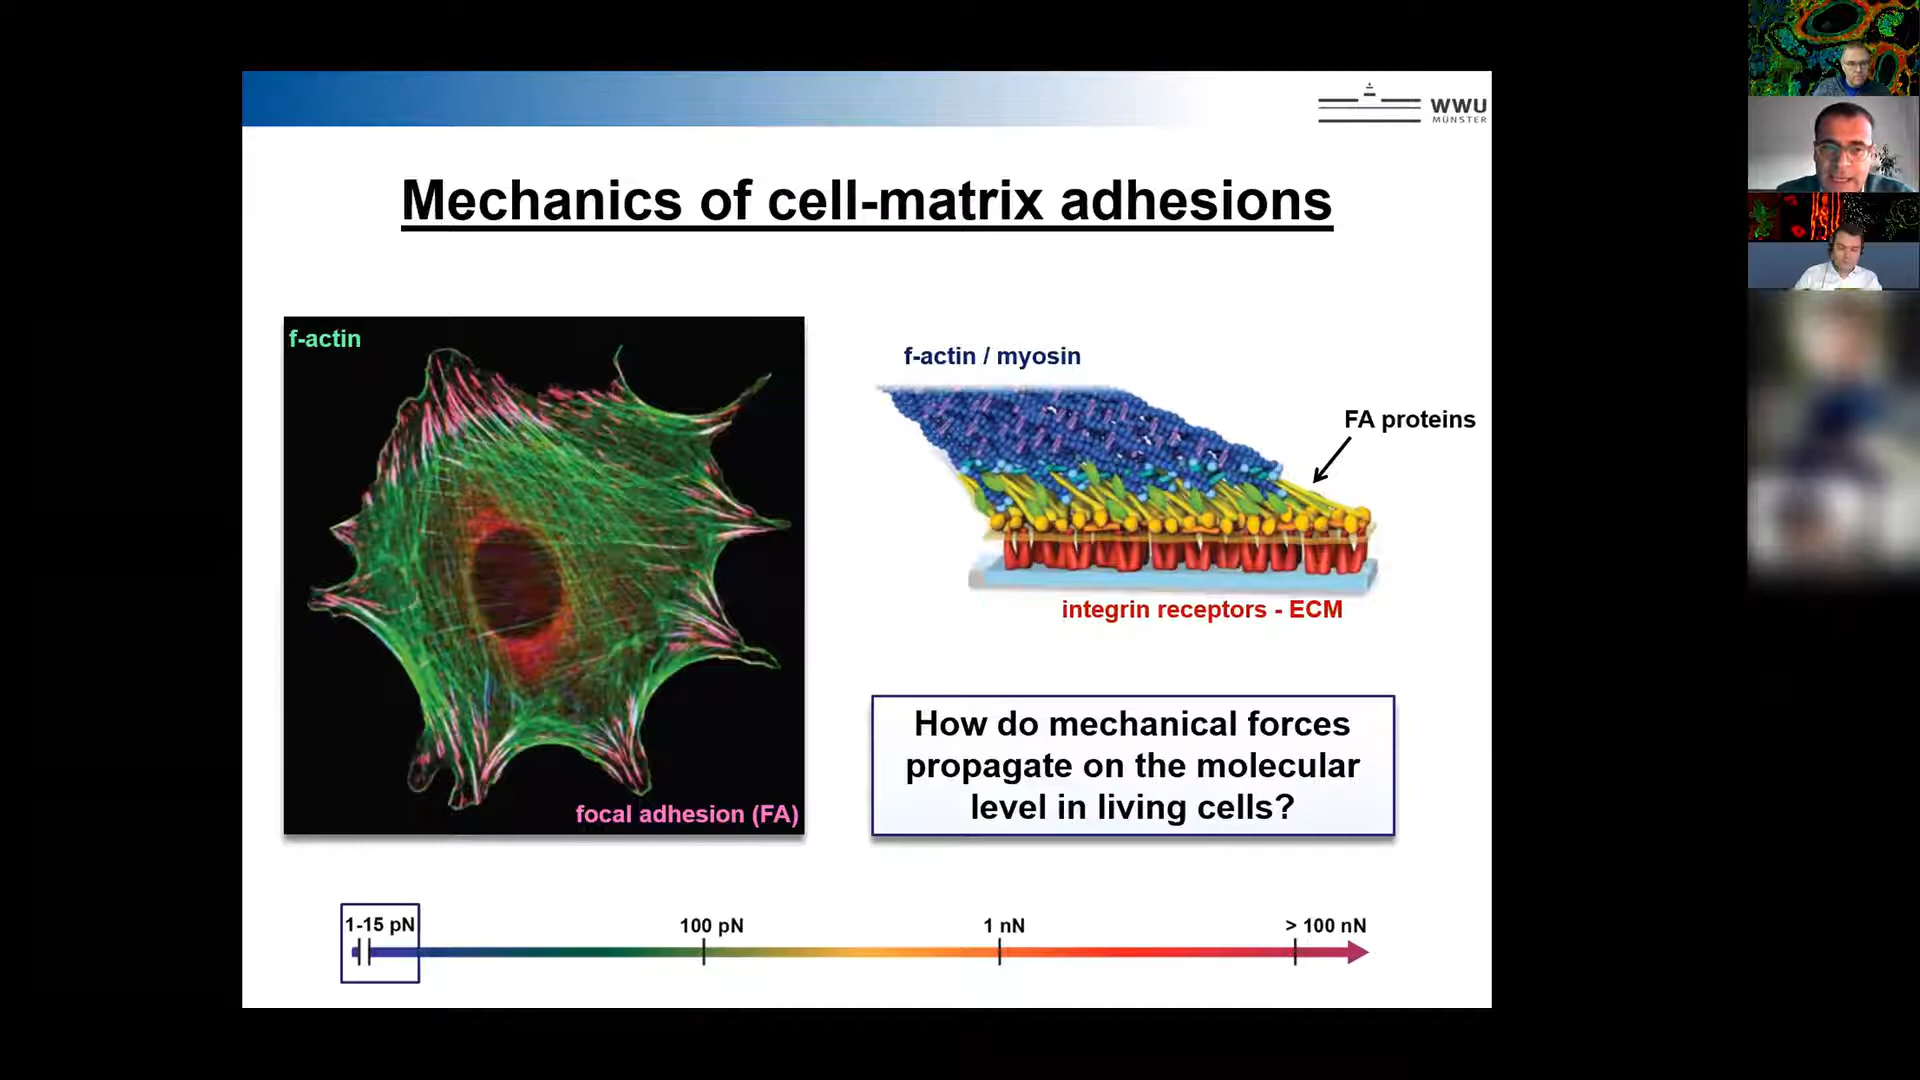 WWU
MÜNSTER
Mechanics of cell-matrix adhesions
f-actin
focal adhesion (FA)
f-actin / myosin
FA proteins
integrin receptors - ECM
How do mechanical forces
propagate on the molecular
level in living cells?
1-15 pN
100 pN
1 nN
> 100 nN